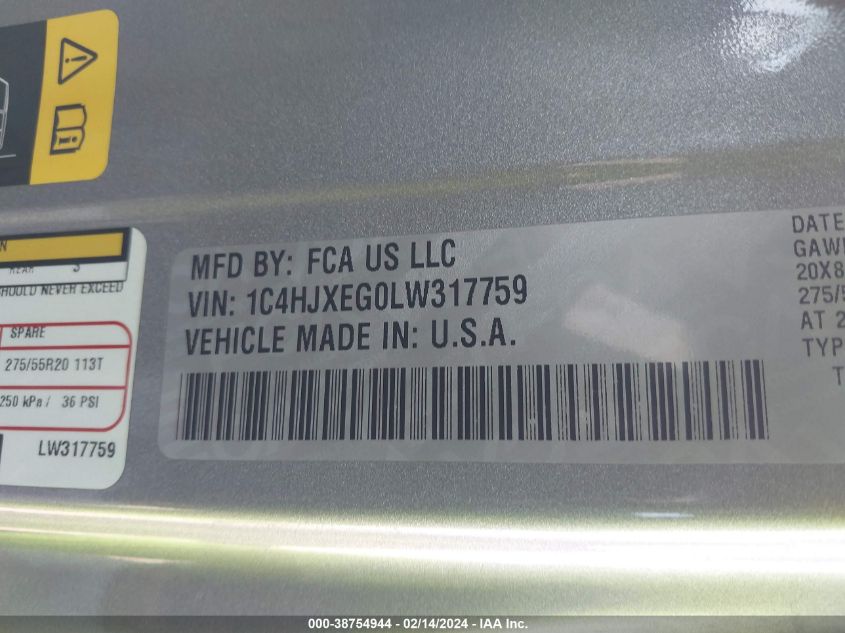 N
REAR 5
HOULD NEVER EXCEED
SPARE
275/55R20 113T
250 kPa / 36 PSI
LW317759
MFD BY: FCA US LLC
VIN: 1C4HJXEG0LW317759
VEHICLE MADE IN: U.S.A.
DATE
GAW
20X8
275/5
AT 2
TYP
T
000-38754944 - 02/14/2024 - IAA Inc.